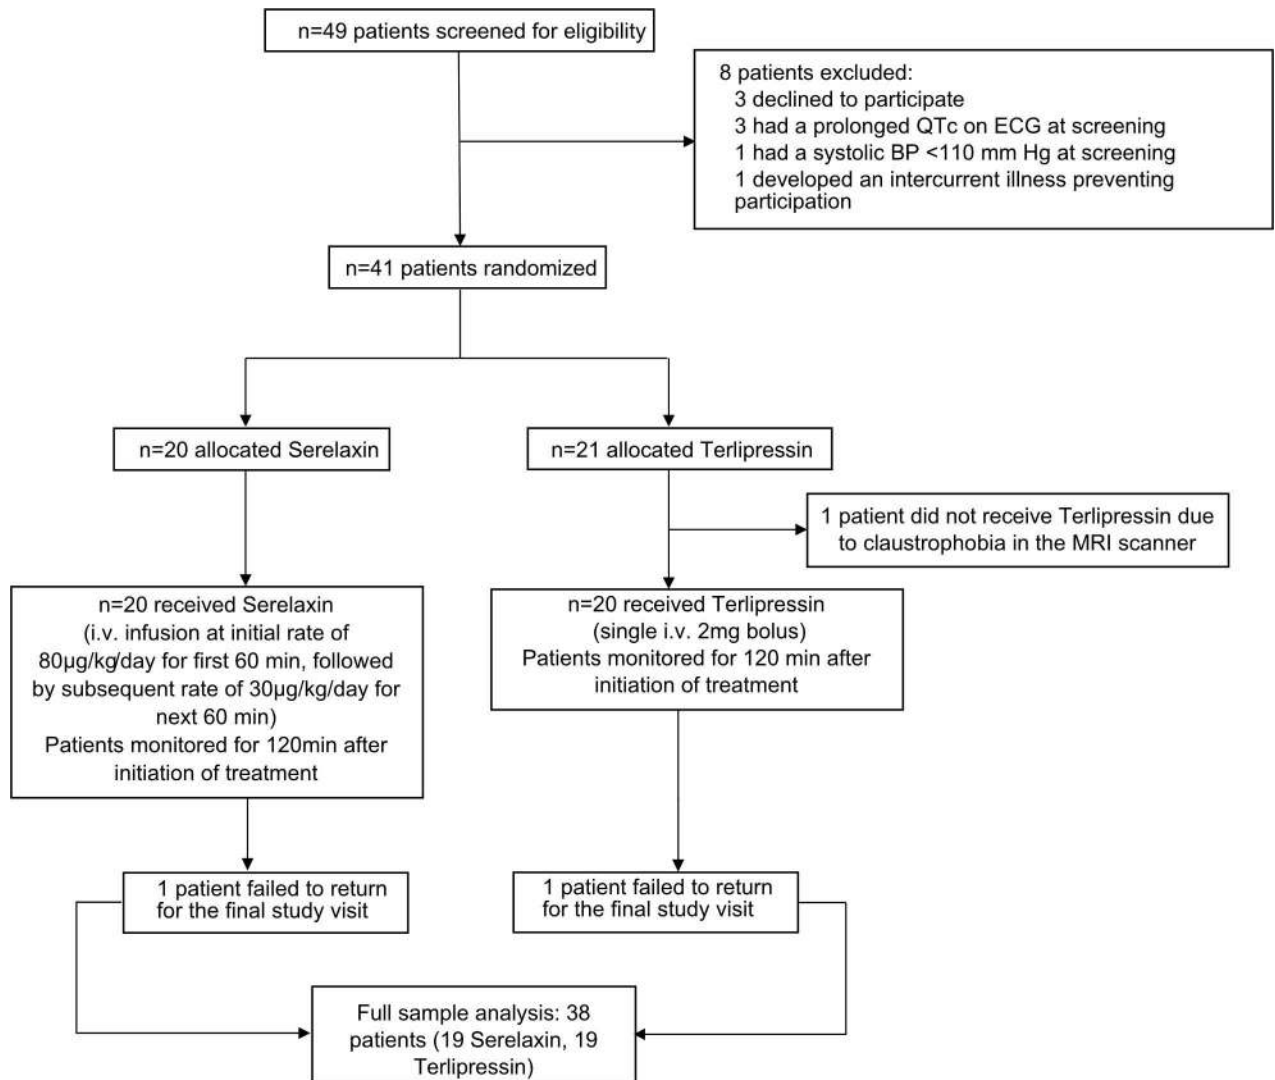 n=49 patients screened for eligibility
8 patients excluded:
3 declined to participate
3 had a prolonged QTc on ECG at screening
1 had a systolic BP <110 mm Hg at screening
1 developed an intercurrent illness preventing
participation
n=41 patients randomized
n=20 allocated Serelaxin
n=21 allocated Terlipressin
1 patient did not receive Terlipressin due
to claustrophobia in the MRI scanner
n=20 received Serelaxin
(i.v. infusion at initial rate of
80µg/kg/day for first 60 min, followed
by subsequent rate of 30µg/kg/day for
next 60 min)
Patients monitored for 120min after
initiation of treatment
n=20 received Terlipressin
(single i.v. 2mg bolus)
Patients monitored for 120 min after
initiation of treatment
1 patient failed to return
for the final study visit
1 patient failed to return
for the final study visit
Full sample analysis: 38
patients (19 Serelaxin, 19
Terlipressin)